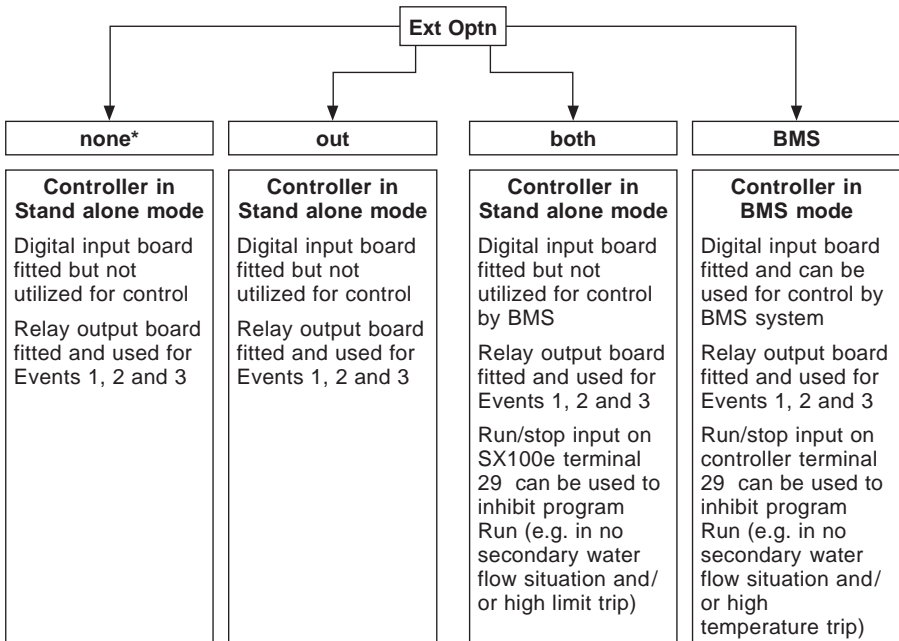 Ext Optn
none*
out
both
BMS
Controller in
Stand alone mode
Digital input board
fitted but not
utilized for control
Relay output board
fitted and used for
Events 1, 2 and 3
Controller in
Stand alone mode
Digital input board
fitted but not
utilized for control
Relay output board
fitted and used for
Events 1, 2 and 3
Controller in
Stand alone mode
Digital input board
fitted but not
utilized for control
by BMS
Relay output board
fitted and used for
Events 1, 2 and 3
Run/stop input on
SX100e terminal
29 can be used to
inhibit program
Run (e.g. in no
secondary water
flow situation and/
or high limit trip)
Controller in
BMS mode
Digital input board
fitted and can be
used for control by
BMS system
Relay output board
fitted and used for
Events 1, 2 and 3
Run/stop input on
controller terminal
29 can be used to
inhibit program
Run (e.g. in no
secondary water
flow situation and/
or high
temperature trip)